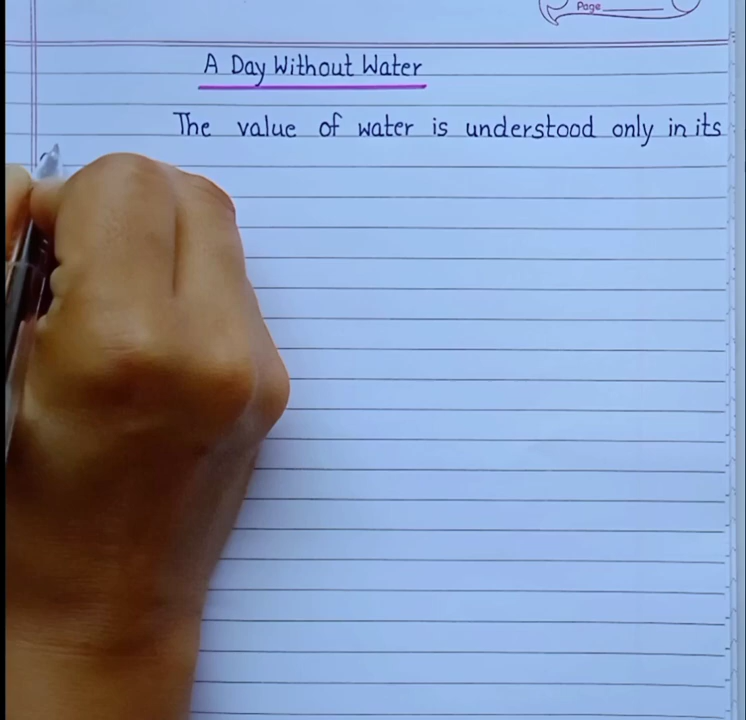 Page
A Day Without Water
The value of water is understood only in its